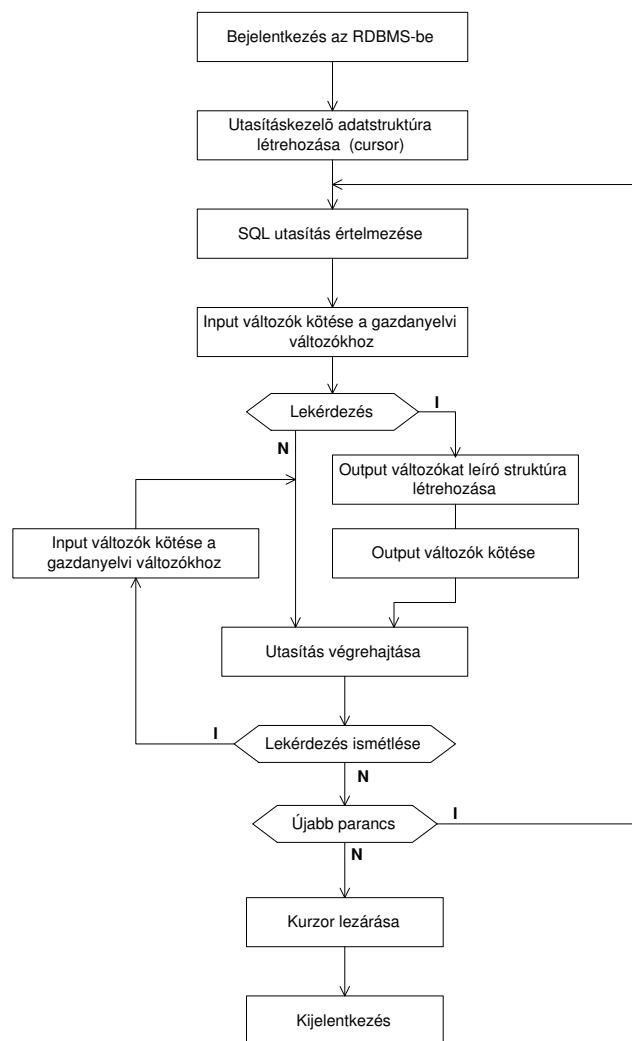 Bejelentkezés az RDBMS-be
Utasításkezelõ adatstruktúra
létrehozása (cursor)
SQL utasítás értelmezése
Input változók kötése a gazdanyelvi
változókhoz
Lekérdezés
I
N
Output változókat leíró struktúra
létrehozása
Input változók kötése a
gazdanyelvi változókhoz
Output változók kötése
Utasítás végrehajtása
I
Lekérdezés ismétlése
N
Újabb parancs
I
N
Kurzor lezárása
Kijelentkezés